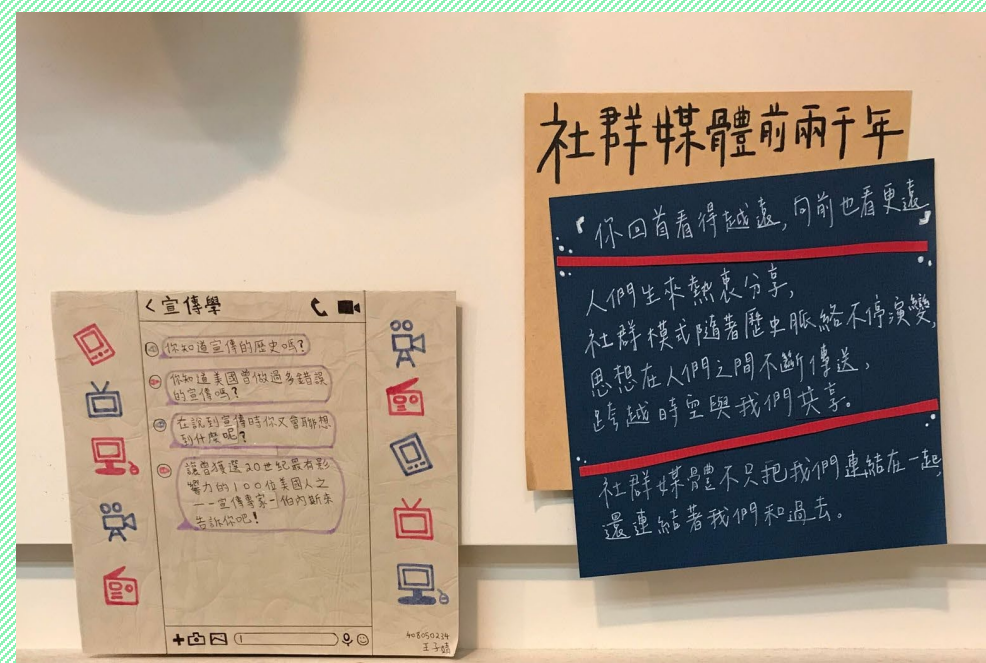 <宣傳學
你知道宣傳的歷史嗎?
你知道美國曾做過多錯誤
的宣傳嗎?
在說到宣傳時你又會聯想
到什麼呢?
讓曾獲選20世紀最有影
響力的100位美國人之
一一宣傳專家-伯內斯來
告訴你吧!
408050224
王子晴
社群媒體前兩千年
「你回首看得越遠,向前也看更遠」
人們生來熱衷分享,
社群模式隨著歷史脈絡不停演變,
思想在人們之間不斷傳送,
跨越時空與我們共享。
社群媒體不只把我們連結在一起,
還連結著我們和過去。